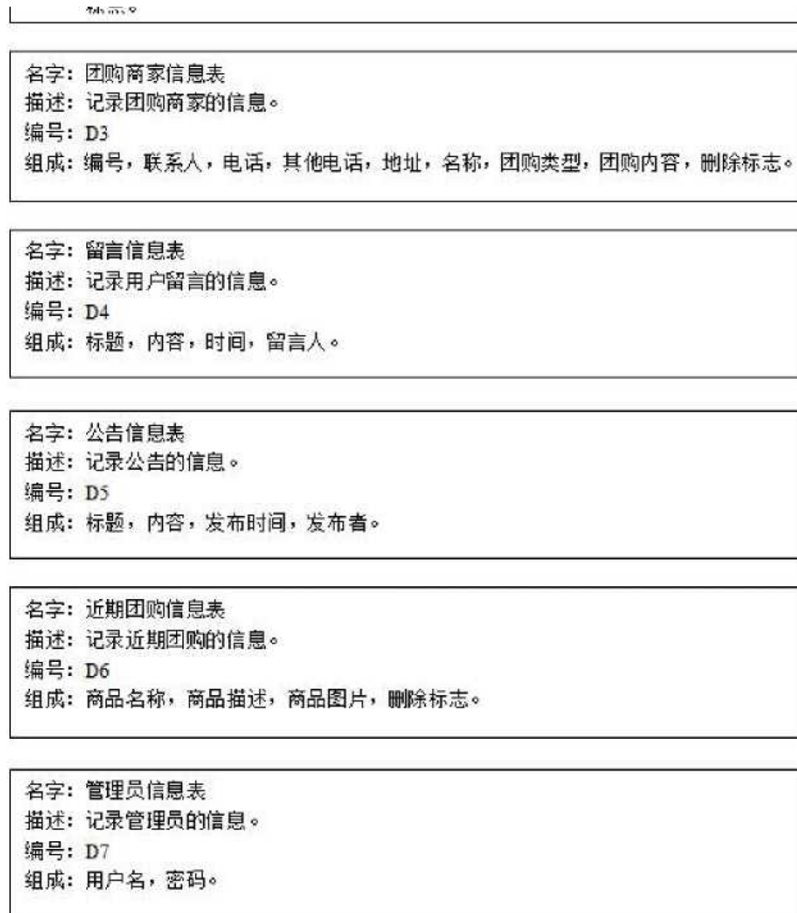 名字：团购商家信息表
描述：记录团购商家的信息。
编号：D3
组成：编号，联系人，电话，其他电话，地址，名称，团购类型，团购内容，删除标志。
名字：留言信息表
描述：记录用户留言的信息。
编号：D4
组成：标题，内容，时间，留言人。
名字：公告信息表
描述：记录公告的信息。
编号：D5
组成：标题，内容，发布时间，发布者。
名字：近期团购信息表
描述：记录近期团购的信息。
编号：D6
组成：商品名称，商品描述，商品图片，删除标志。
名字：管理员信息表
描述：记录管理员的信息。
编号：D7
组成：用户名，密码。